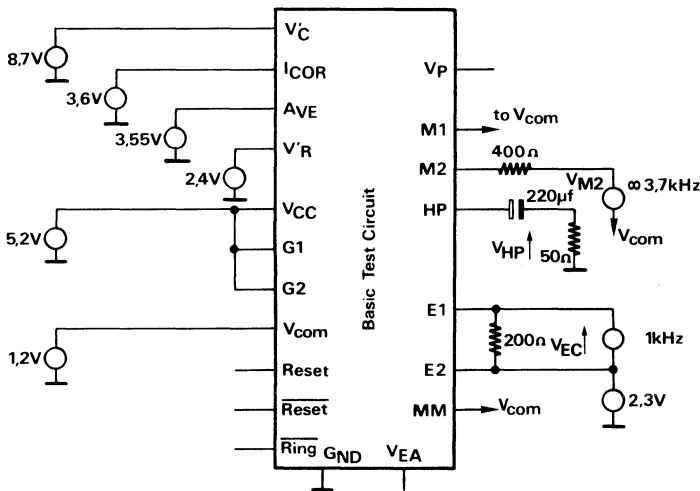 V'C
8,7V
ICOR
3,6V
AVE
3,55V
V'R
2,4V
VCC
5,2V
G1
G2
Vcom
1,2V
Reset
Reset
Ring
GND
VEA
Basic Test Circuit
VP
M1
to Vcom
400Ω
M2
VM2
∞ 3,7kHz
220µf
HP
Vcom
VHP
50Ω
E1
200Ω
VEC
1kHz
E2
2,3V
MM
Vcom